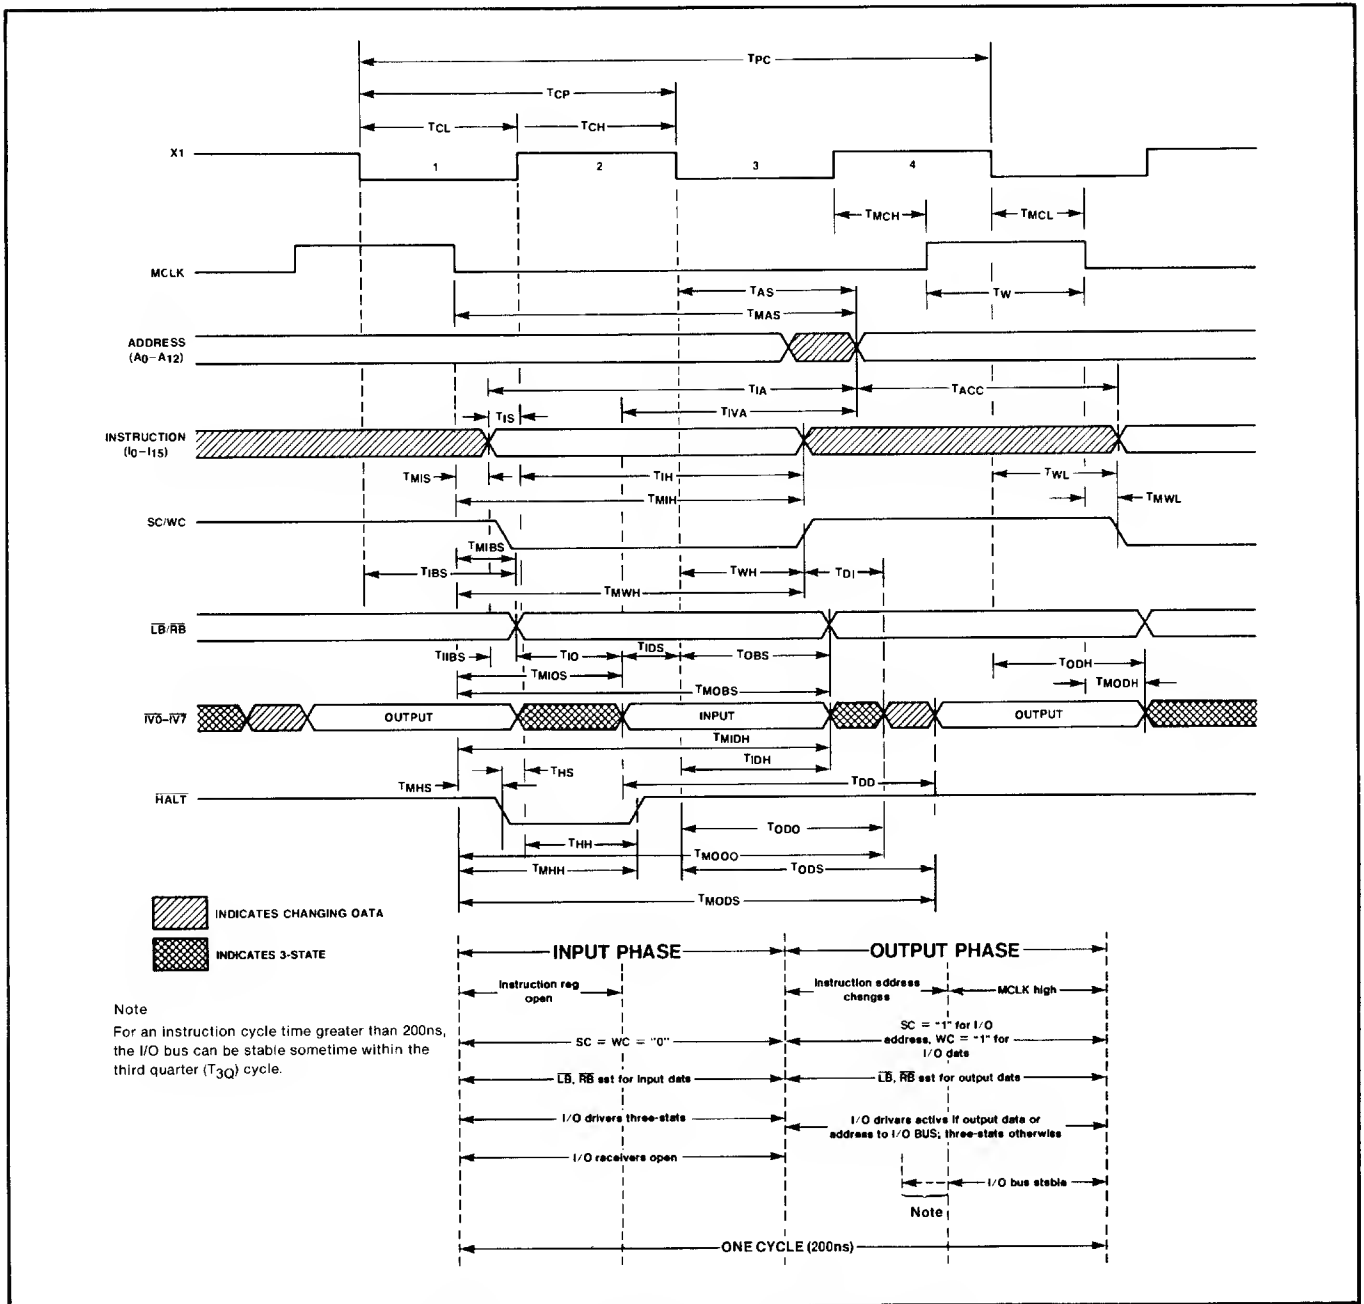 TPC
TCP
TCL TCH
X1 1 2 3 4
TMCH TMCL
MCLK
TAS TW
TMAS
ADDRESS
(A0–A12)
TIA TACC
TIS TIVA
INSTRUCTION
(I0–I15)
TMIS TIH TWL
TMIH TMWL
SC/WC
TMIBS
TIBS TWH TDI
TMWH
LB/RB
TIIBS TIO TIDS TOBS TODH
TMIOS
TMOBS TMODH
IV0–IV7 OUTPUT INPUT OUTPUT
TMIDH
TIDH
THS
TMHS TDD
HALT
TODO
THH
TMOOO
TMHH TODS
TMODS
INDICATES CHANGING OATA
INDICATES 3-STATE
INPUT PHASE OUTPUT PHASE
Instruction reg
open
Instruction address
changes
MCLK high
Note
For an instruction cycle time greater than 200ns,
the I/O bus can be stable sometime within the
third quarter (T3Q) cycle.
SC = WC = "0"
SC = "1" for I/O
address, WC = "1" for
I/O data
LB, RB set for input data LB, RB set for output data
I/O drivers three-state
I/O drivers active if output data or
address to I/O BUS; three-state otherwise
I/O receivers open
I/O bus stable
Note
ONE CYCLE (200ns)